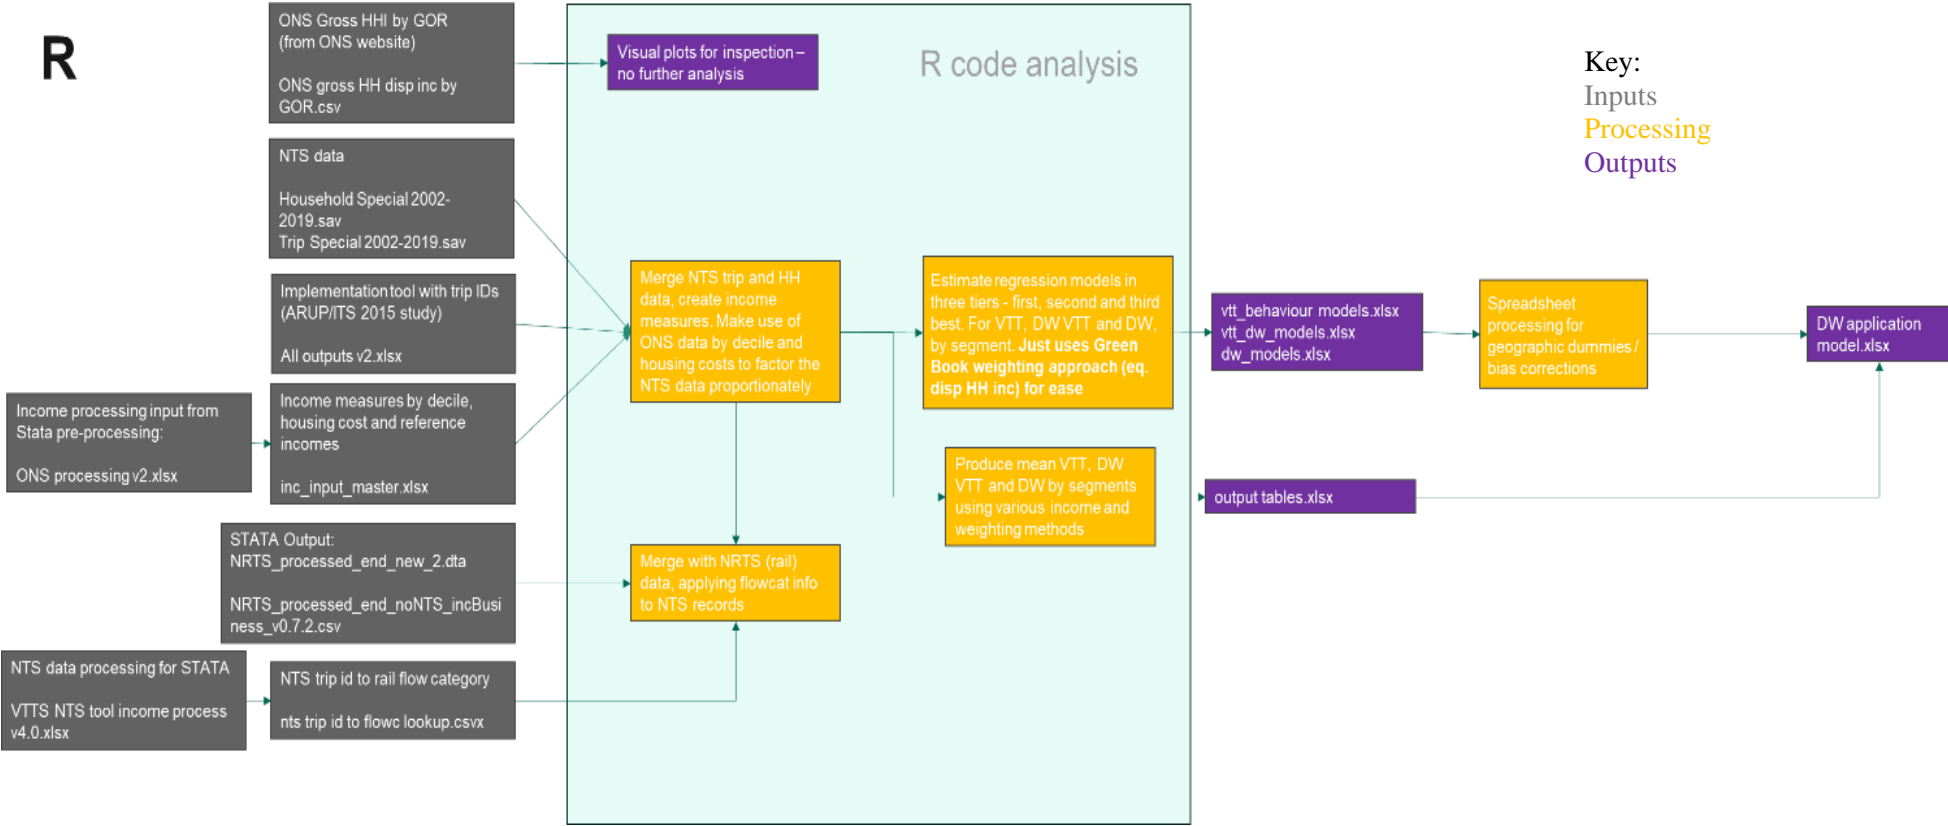 R
ONS Gross HHI by GOR
(from ONS website)
ONS gross HH disp inc by
GOR.csv
Visual plots for inspection –
no further analysis
R code analysis
Key:
Inputs
Processing
Outputs
NTS data
Household Special 2002-
2019.sav
Trip Special 2002-2019.sav
Implementation tool with trip IDs
(ARUP/ITS 2015 study)
All outputs v2.xlsx
Income processing input from
Stata pre-processing:
ONS processing v2.xlsx
Income measures by decile,
housing cost and reference
incomes
inc_input_master.xlsx
Merge NTS trip and HH
data, create income
measures. Make use of
ONS data by decile and
housing costs to factor the
NTS data proportionately
Estimate regression models in
three tiers - first, second and third
best. For VTT, DW VTT and DW,
by segment. Just uses Green
Book weighting approach (eq.
disp HH inc) for ease
vtt_behaviour models.xlsx
vtt_dw_models.xlsx
dw_models.xlsx
Spreadsheet
processing for
geographic dummies /
bias corrections
DW application
model.xlsx
Produce mean VTT, DW
VTT and DW by segments
using various income and
weighting methods
output tables.xlsx
STATA Output:
NRTS_processed_end_new_2.dta
NRTS_processed_end_noNTS_incBusi
ness_v0.7.2.csv
Merge with NRTS (rail)
data, applying flowcat info
to NTS records
NTS data processing for STATA
VTTS NTS tool income process
v4.0.xlsx
NTS trip id to rail flow category
nts trip id to flowc lookup.csvx